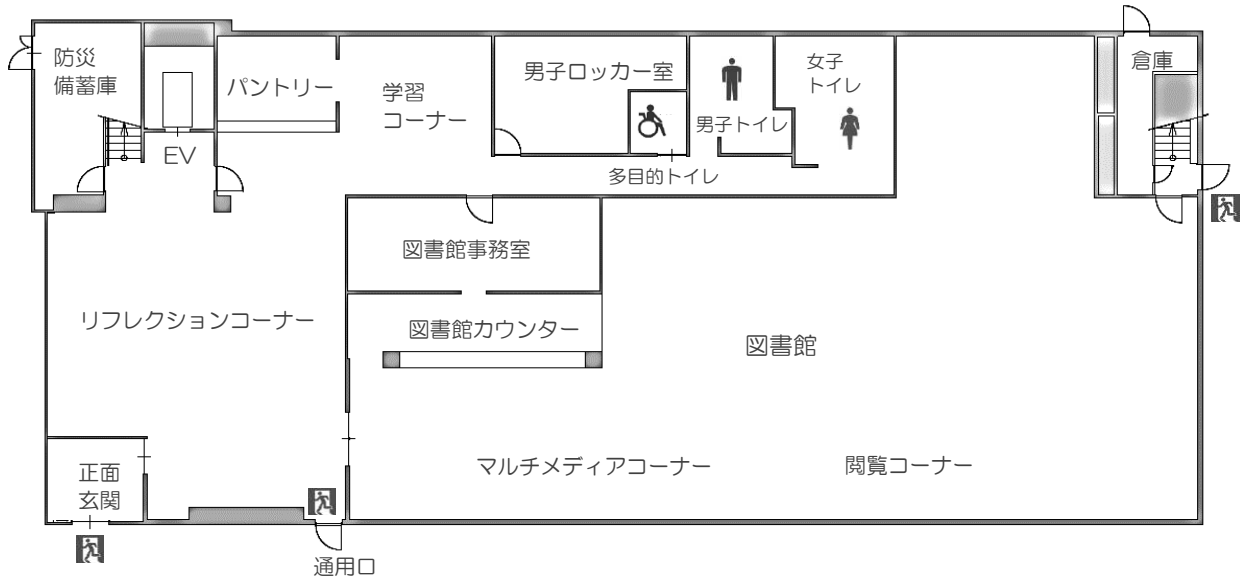 防災
備蓄庫
EV
パントリー
学習
コーナー
男子ロッカー室
男子トイレ
女子
トイレ
多目的トイレ
倉庫
図書館事務室
図書館カウンター
リフレクションコーナー
図書館
マルチメディアコーナー
閲覧コーナー
正面
玄関
通用口